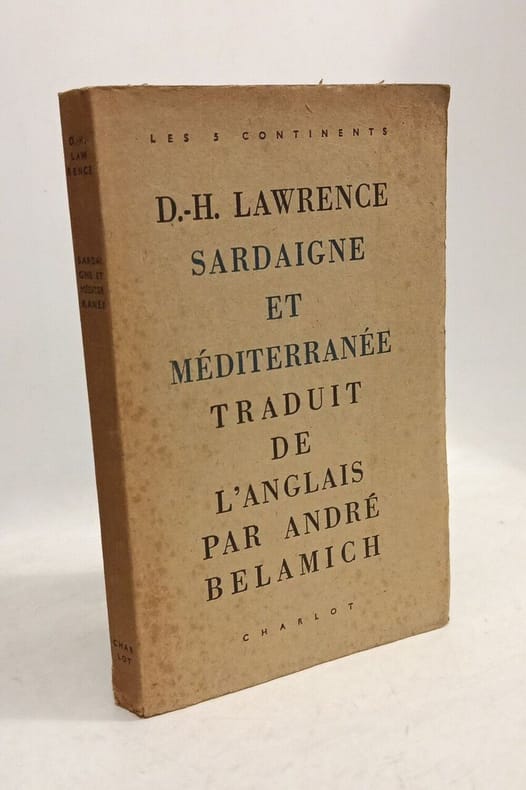 LES 5 CONTINENTS
D.-H. LAWRENCE
SARDAIGNE
ET
MÉDITERRANÉE
TRADUIT
DE
L'ANGLAIS
PAR ANDRÉ
BELAMICH
CHARLOT
D.-H.
LAW
RENCE
SARDAI
GNE ET
MÉDITER
RANÉE
CHAR
LOT